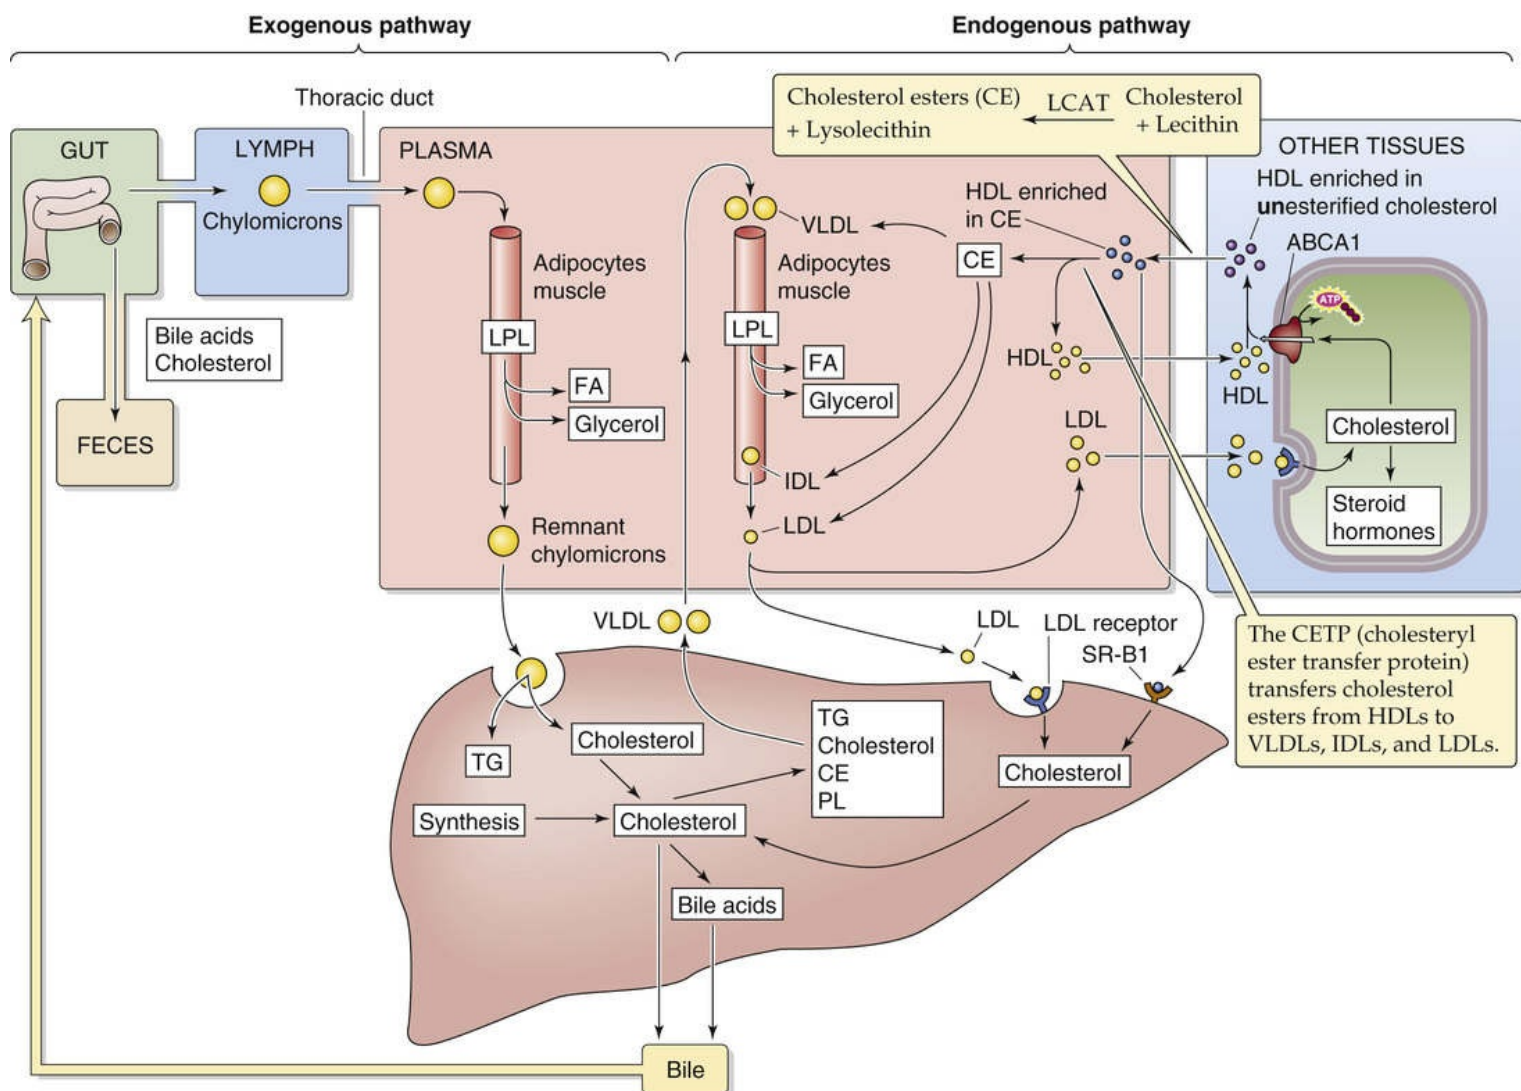 Exogenous pathway
Endogenous pathway
Thoracic duct
Cholesterol esters (CE)
+ Lysolecithin
LCAT
Cholesterol
+ Lecithin
GUT
LYMPH
Chylomicrons
PLASMA
OTHER TISSUES
HDL enriched in
unesterified cholesterol
ABCA1
ATP
HDL enriched
in CE
VLDL
CE
Adipocytes
muscle
LPL
FA
Glycerol
Adipocytes
muscle
LPL
FA
Glycerol
HDL
HDL
LDL
Cholesterol
Steroid
hormones
IDL
LDL
Bile acids
Cholesterol
FECES
Remnant
chylomicrons
VLDL
LDL
LDL receptor
SR-B1
The CETP (cholesteryl
ester transfer protein)
transfers cholesterol
esters from HDLs to
VLDLs, IDLs, and LDLs.
TG
Cholesterol
TG
Cholesterol
CE
PL
Cholesterol
Synthesis
Cholesterol
Bile acids
Bile